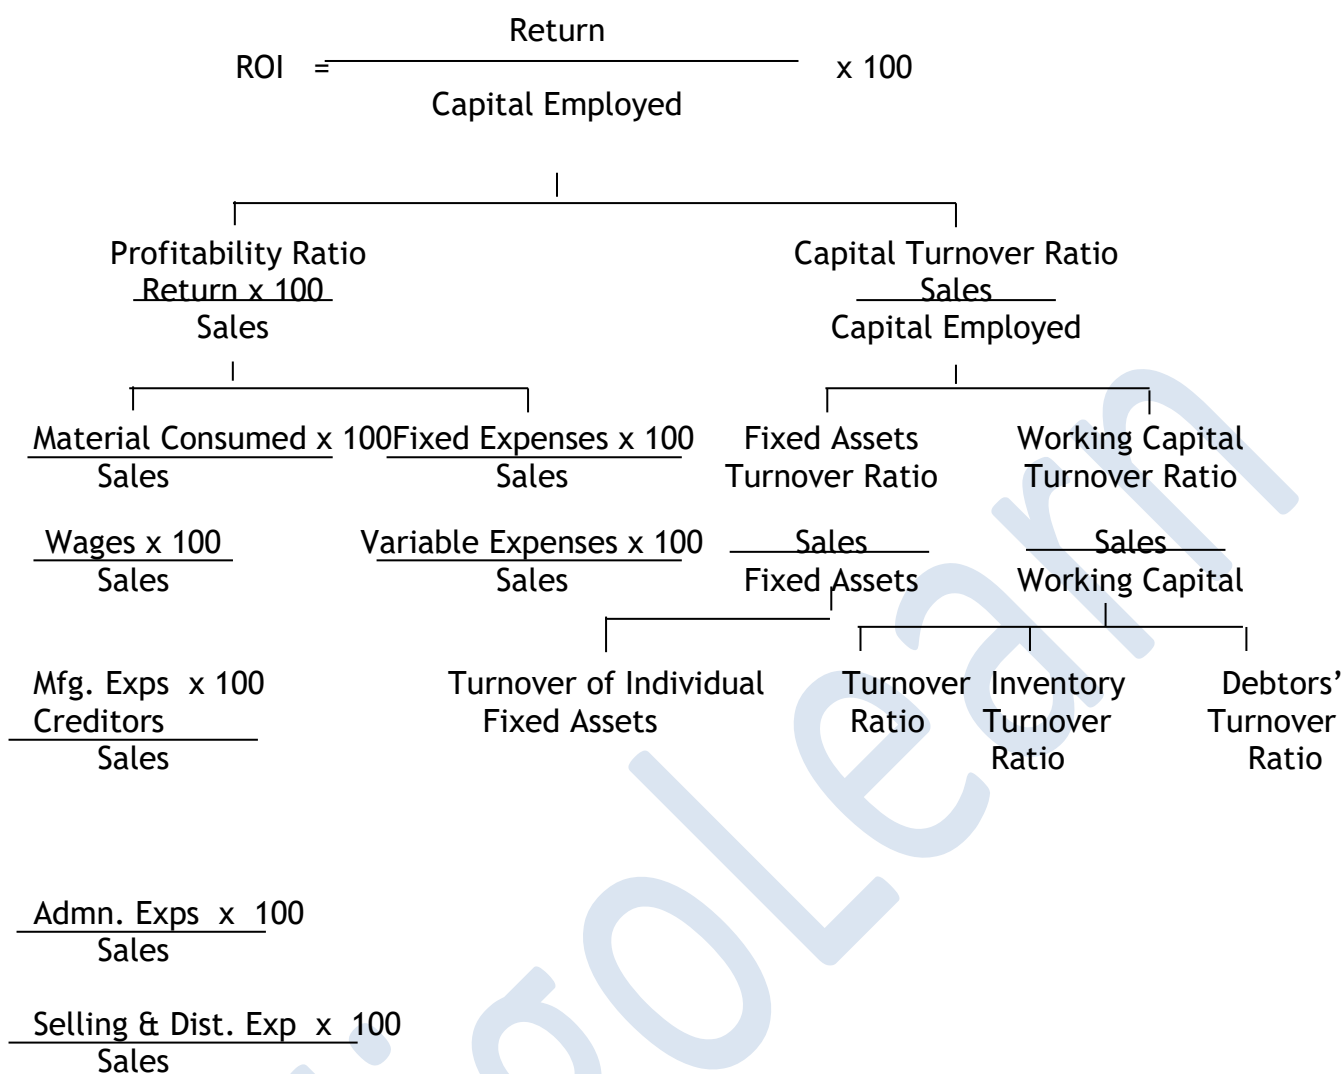 Return
ROI = x 100
Capital Employed
Profitability Ratio Capital Turnover Ratio
Return x 100 Sales
Sales Capital Employed
Material Consumed x 100 Fixed Expenses x 100 Fixed Assets Working Capital
Sales Sales Turnover Ratio Turnover Ratio
Wages x 100 Variable Expenses x 100 Sales Sales
Sales Sales Fixed Assets Working Capital
Mfg. Exps x 100 Turnover of Individual Turnover Inventory Debtors’
Creditors Fixed Assets Ratio Turnover Turnover
Sales Ratio Ratio
Admn. Exps x 100
Sales
Selling & Dist. Exp x 100
Sales